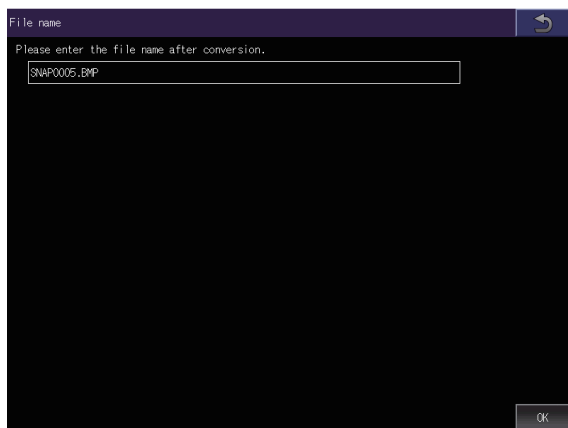 File name
Please enter the file name after conversion.
SNAP0005.BMP
OK